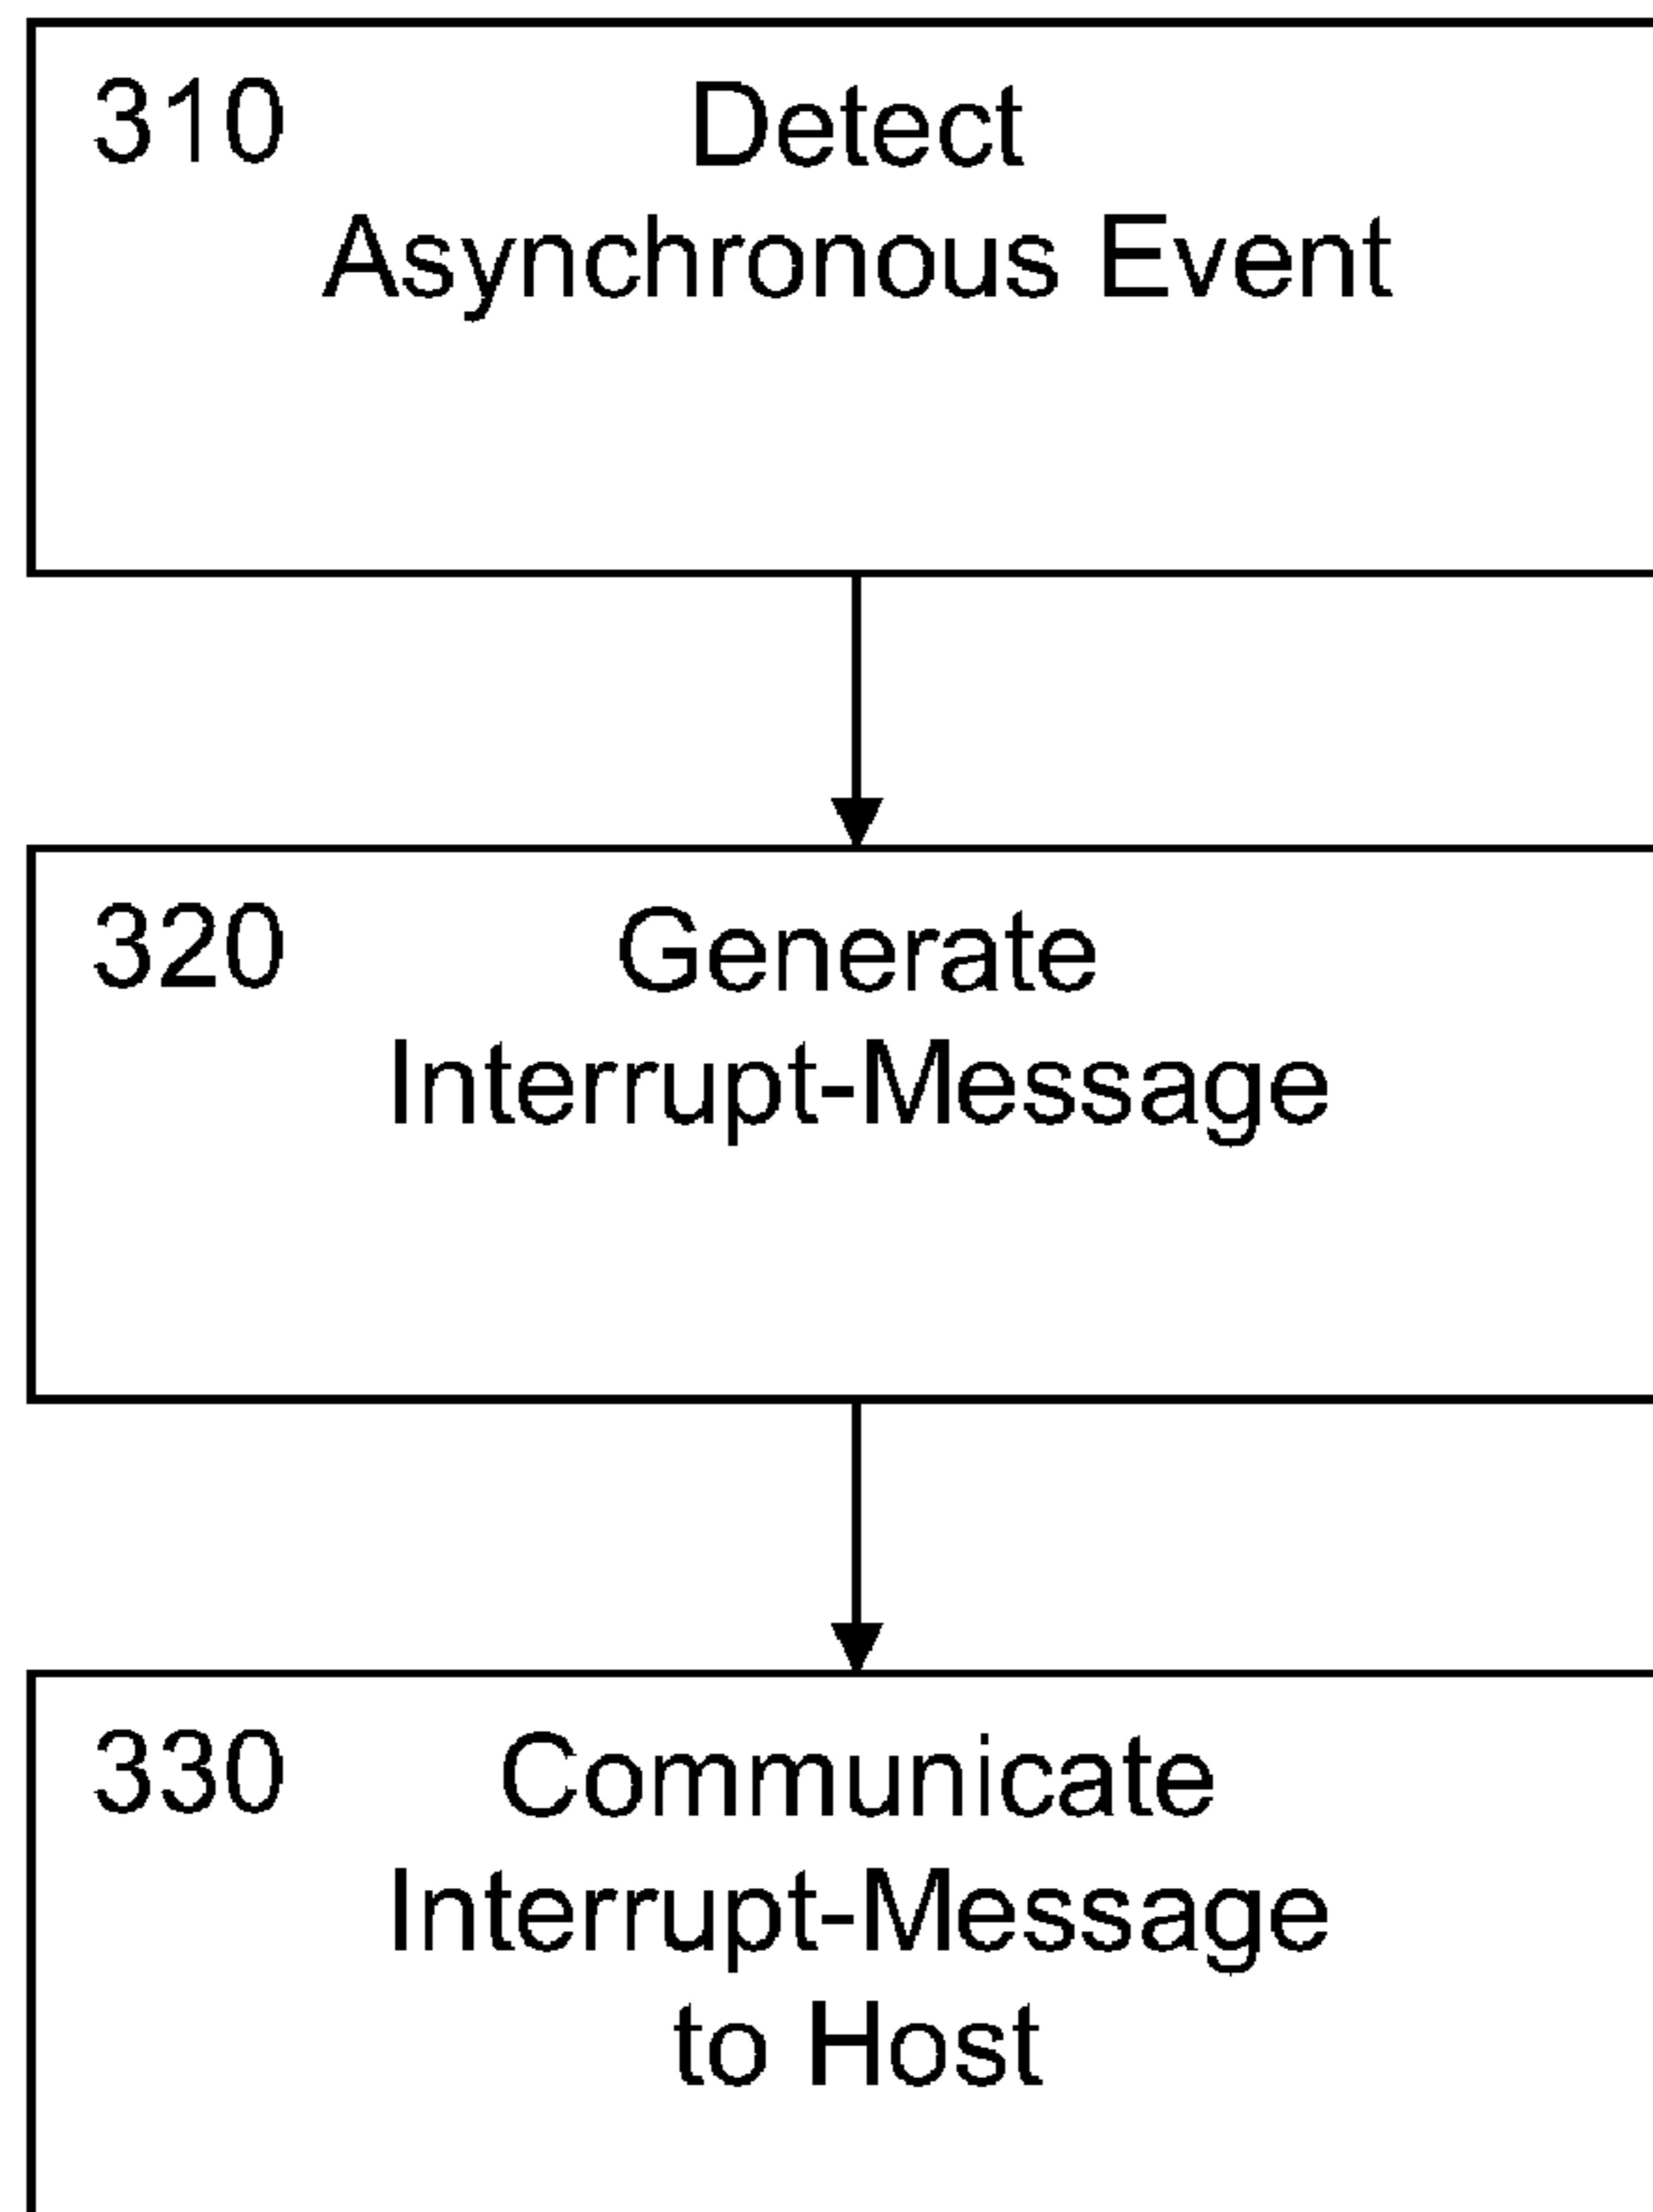 310 Detect
Asynchronous Event
320 Generate
Interrupt-Message
330 Communicate
Interrupt-Message
to Host